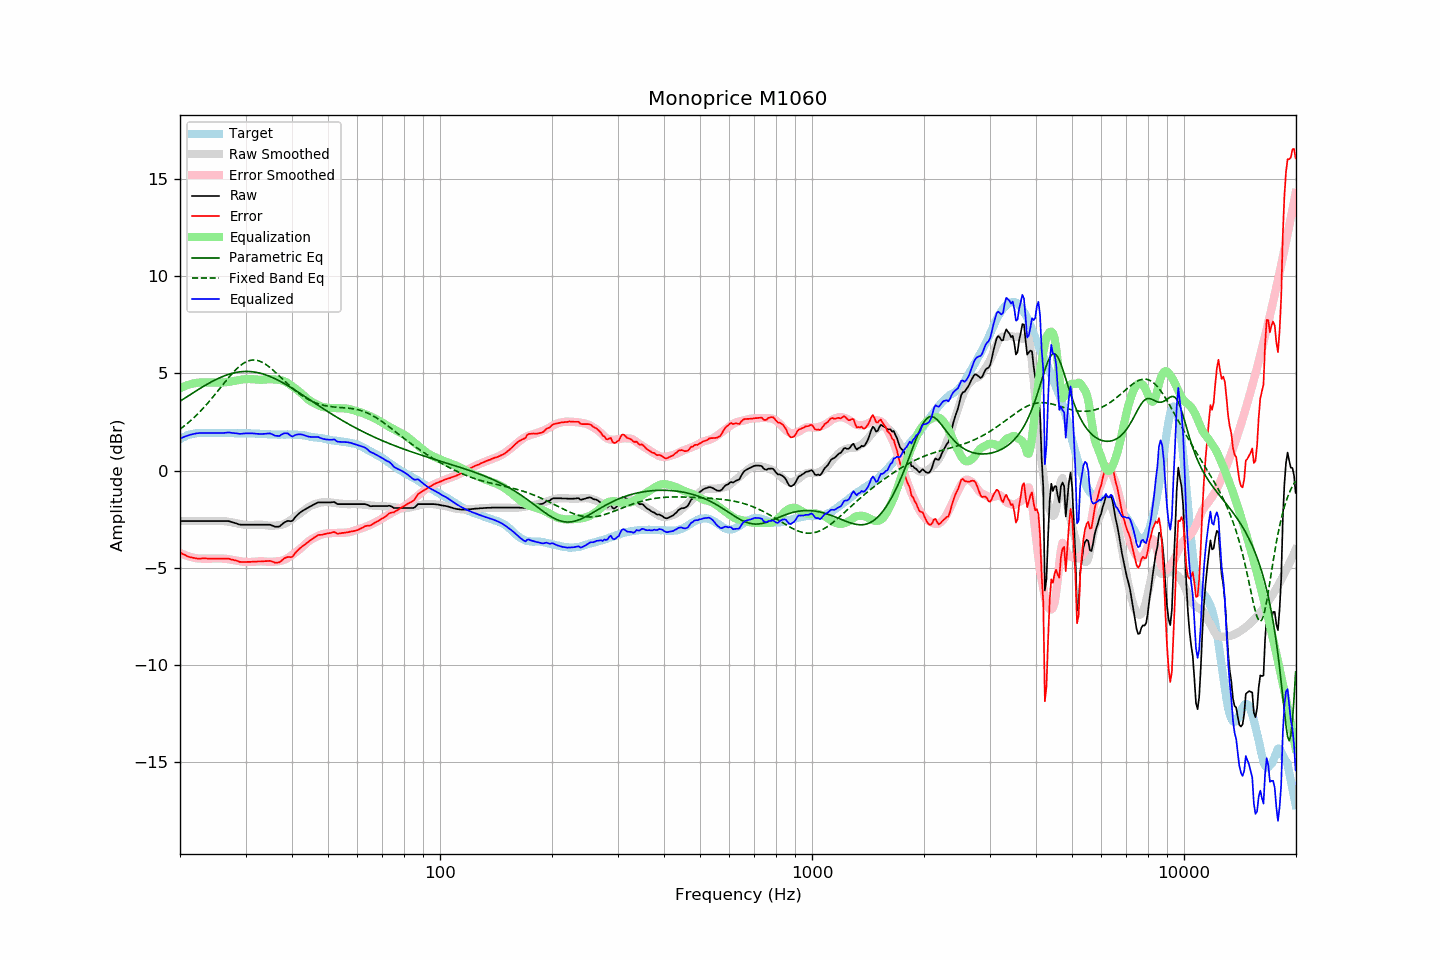 Monoprice M1060
Target
Raw Smoothed
Error Smoothed
Raw
Error
Equalization
Parametric Eq
Fixed Band Eq
Equalized
15
10
5
0
−5
−10
−15
Amplitude (dBr)
100
1000
10000
Frequency (Hz)